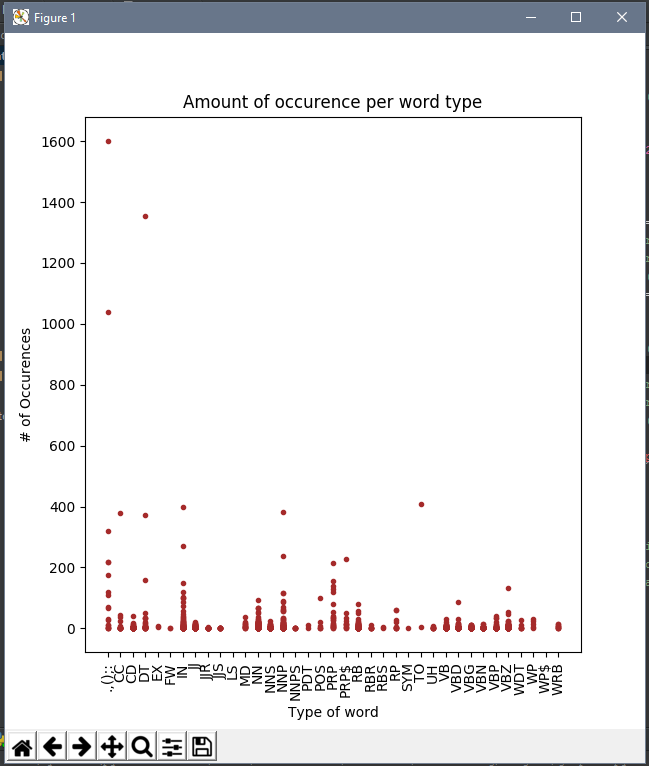 Figure 1
Amount of occurence per word type
# of Occurences
1600
1400
1200
1000
800
600
400
200
0
CC
CD
DT
EX
FW
IN
JJ
JJR
JJS
LS
MD
NN
NNS
NNP
NNPS
PDT
POS
PRP
PRP$
RB
RBR
RBS
RP
SYM
TO
UH
VB
VBD
VBG
VBN
VBP
VBZ
WDT
WP
WP$
WRB
Type of word